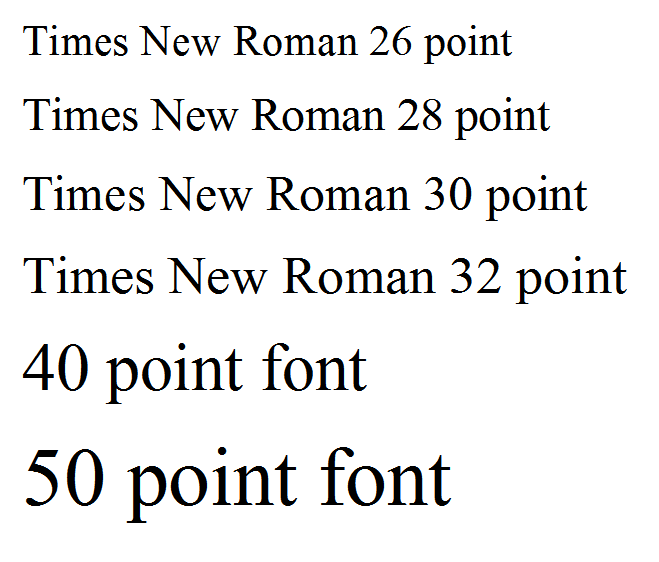 Times New Roman 26 point
Times New Roman 28 point
Times New Roman 30 point
Times New Roman 32 point
40 point font
50 point font